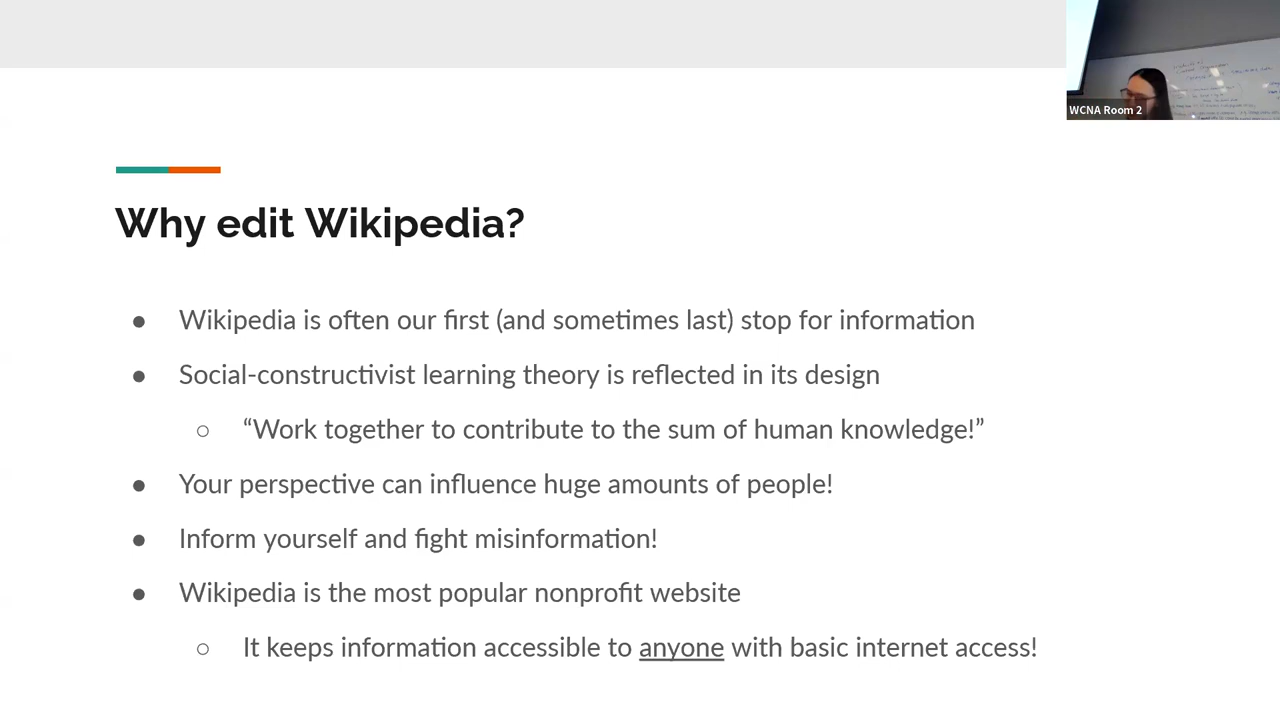 WCNA Room 2
Why edit Wikipedia?
● Wikipedia is often our first (and sometimes last) stop for information
● Social-constructivist learning theory is reflected in its design
○ “Work together to contribute to the sum of human knowledge!”
● Your perspective can influence huge amounts of people!
● Inform yourself and fight misinformation!
● Wikipedia is the most popular nonprofit website
○ It keeps information accessible to anyone with basic internet access!